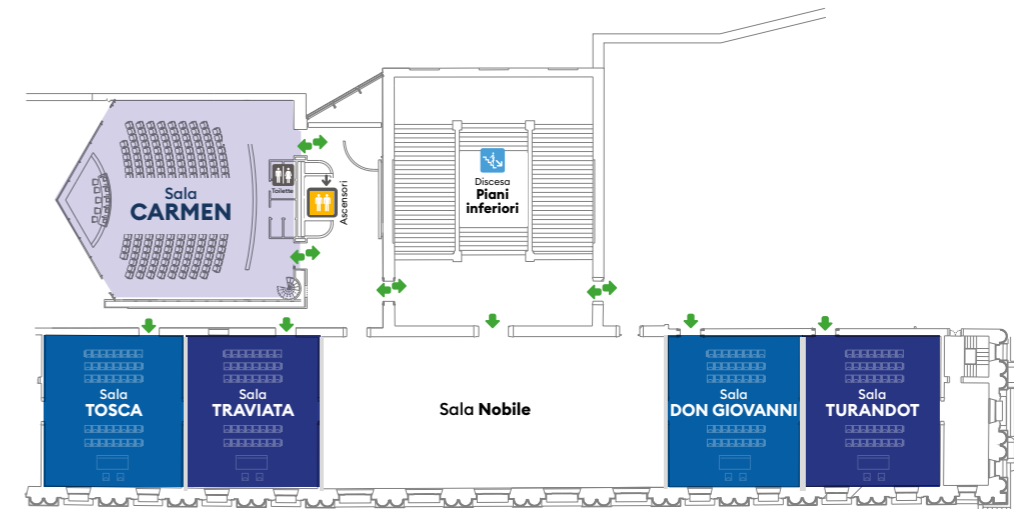 Sala
CARMEN
Toilette
Ascensori
Discesa
Piani
inferiori
Sala
TOSCA
Sala
TRAVIATA
Sala Nobile
Sala
DON GIOVANNI
Sala
TURANDOT